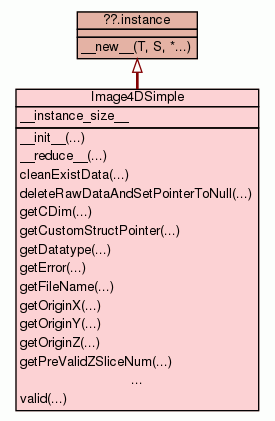 ??.instance
__new__(T, S, *...)
Image4DSimple
__instance_size__
__init__(...)
__reduce__(...)
cleanExistData(...)
deleteRawDataAndSetPointerToNull(...)
getCDim(...)
getCustomStructPointer(...)
getDatatype(...)
getError(...)
getFileName(...)
getOriginX(...)
getOriginY(...)
getOriginZ(...)
getPreValidZSliceNum(...)
...
valid(...)